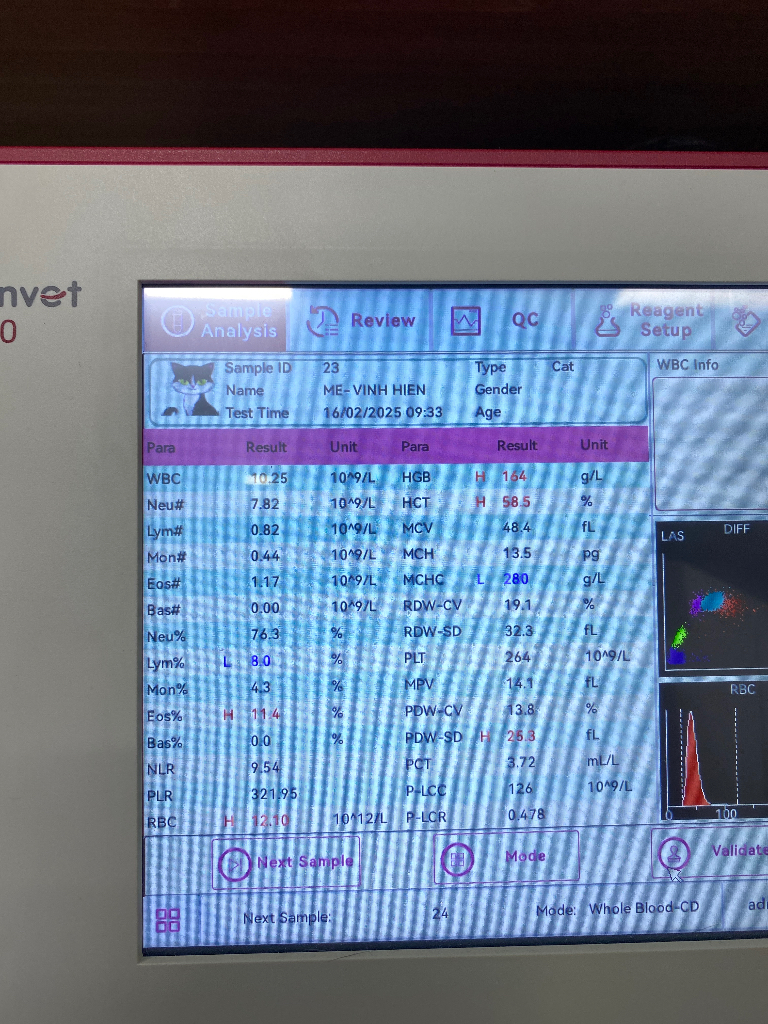 nvet
0
Sample Analysis
Review
QC
Reagent Setup
Sample ID 23 Type Cat
Name ME-VINH HIEN Gender
Test Time 16/02/2025 09:33 Age
WBC Info
Para Result Unit Para Result Unit
WBC 10.25 10^9/L HGB H 164 g/L
Neu# 7.82 10^9/L HCT H 58.5 %
Lym# 0.82 10^9/L MCV 48.4 fL
Mon# 0.44 10^9/L MCH 13.5 pg
Eos# 1.17 10^9/L MCHC L 280 g/L
Bas# 0.00 10^9/L RDW-CV 19.1 %
Neu% 76.3 % RDW-SD 32.3 fL
Lym% L 8.0 % PLT 264 10^9/L
Mon% 4.3 % MPV 14.1 fL
Eos% H 11.4 % PDW-CV 13.8 %
Bas% 0.0 % PDW-SD H 25.3 fL
NLR 9.54 PCT 3.72 mL/L
PLR 321.95 P-LCC 126 10^9/L
RBC H 12.10 10^12/L P-LCR 0.478
LAS DIFF
RBC
0 100
Next Sample
Mode
Validate
Next Sample: 24 Mode: Whole Blood-CD ad